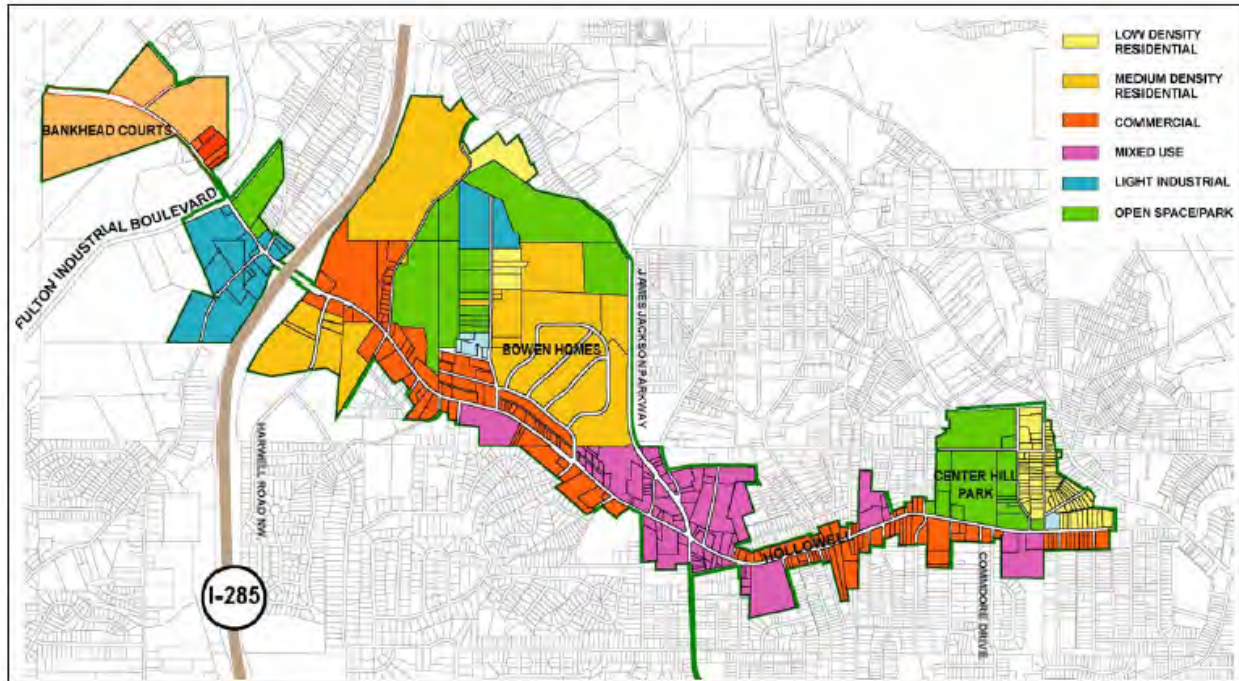 LOW DENSITY
RESIDENTIAL
MEDIUM DENSITY
RESIDENTIAL
COMMERCIAL
MIXED USE
LIGHT INDUSTRIAL
OPEN SPACE/PARK
BANKHEAD COURTS
FULTON INDUSTRIAL BOULEVARD
BOWEN HOMES
JAMES JACKSON PARKWAY
HARWELL ROAD NW
CENTER HILL
PARK
HOLLOWELL
COMMDORE DRIVE
I-285